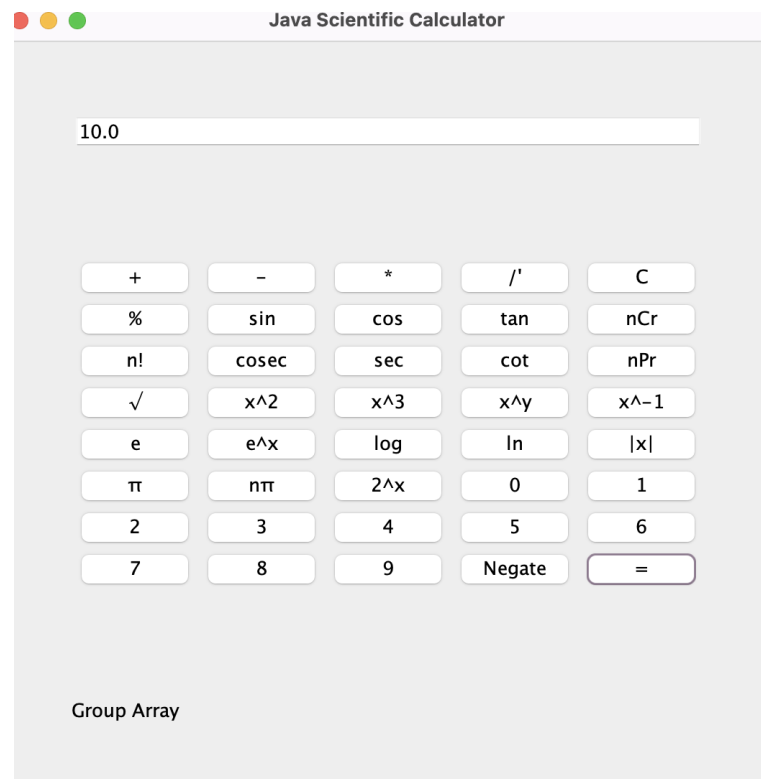 Java Scientific Calculator
10.0
+ - * /' C
% sin cos tan nCr
n! cosec sec cot nPr
√ x^2 x^3 x^y x^-1
e e^x log ln |x|
π nπ 2^x 0 1
2 3 4 5 6
7 8 9 Negate =
Group Array